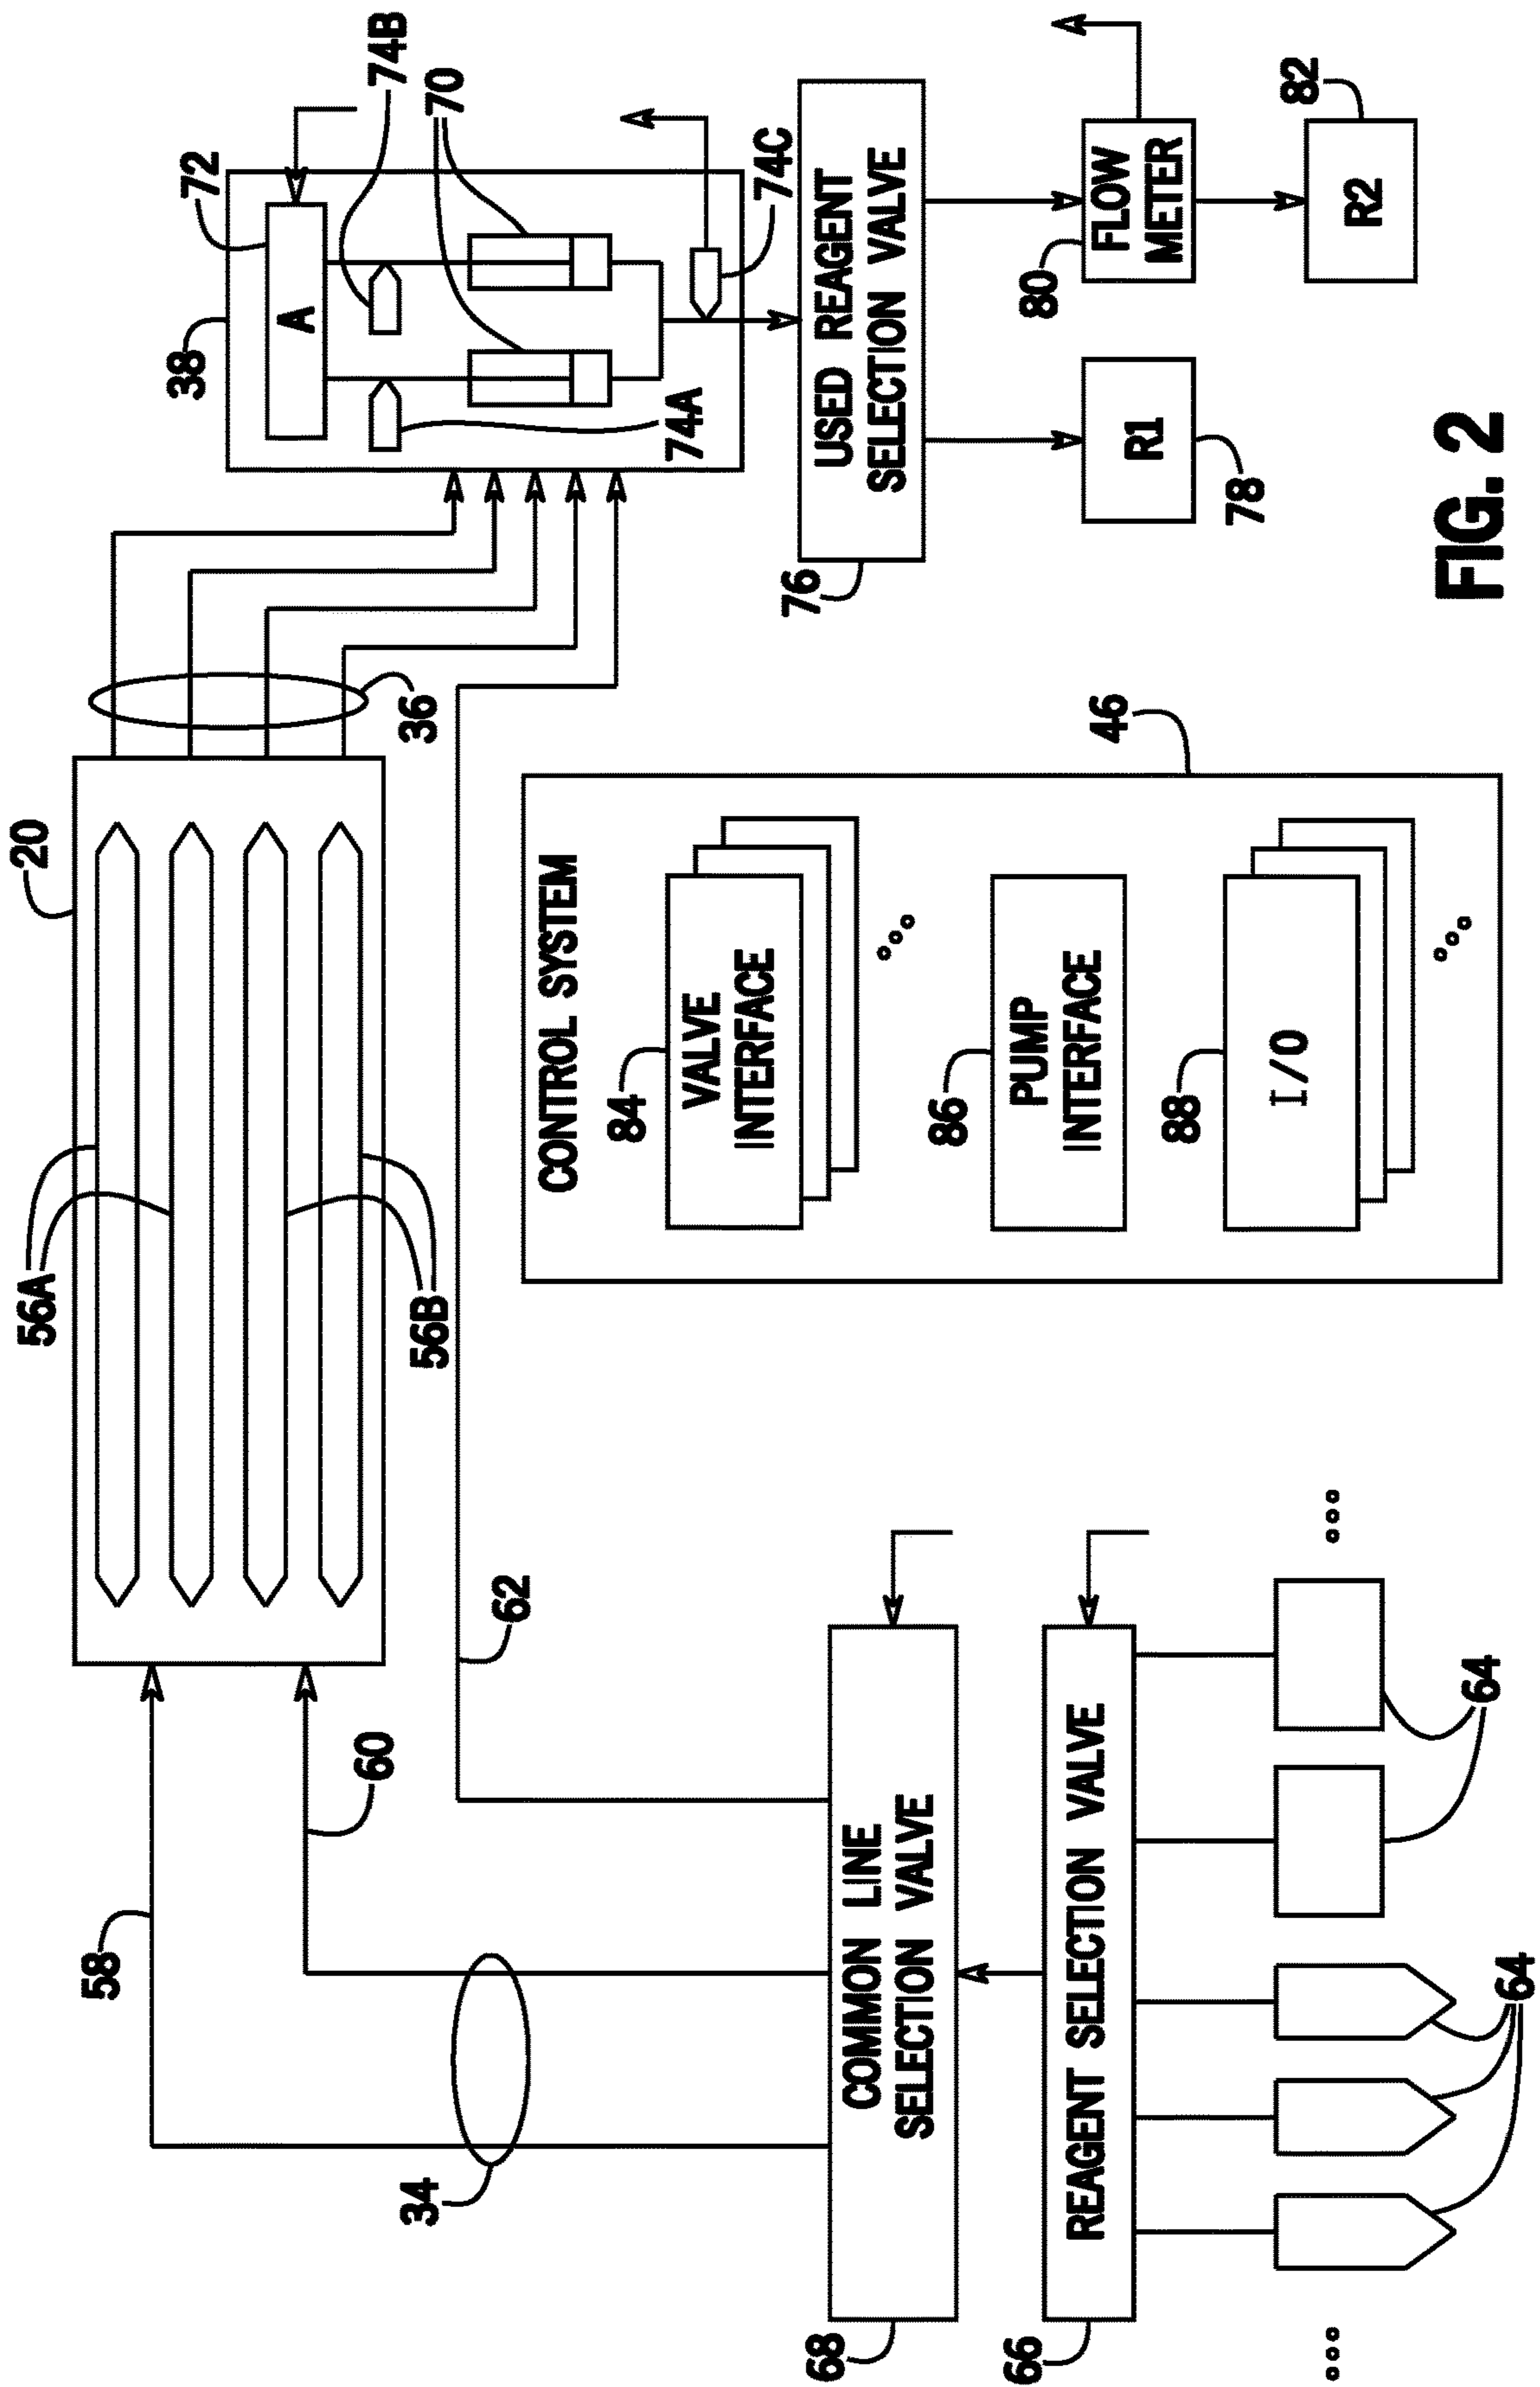 20
56A
56B
36
58
60
34
62
COMMON LINE
SELECTION VALVE
68
REAGENT SELECTION VALVE
66
64
64
CONTROL SYSTEM
46
84
VALVE
INTERFACE
86
PUMP
INTERFACE
88
I/O
38
72
A
74B
70
74A
74C
USED REAGENT
SELECTION VALVE
76
R1
78
80
FLOW
METER
R2
82
FIG. 2